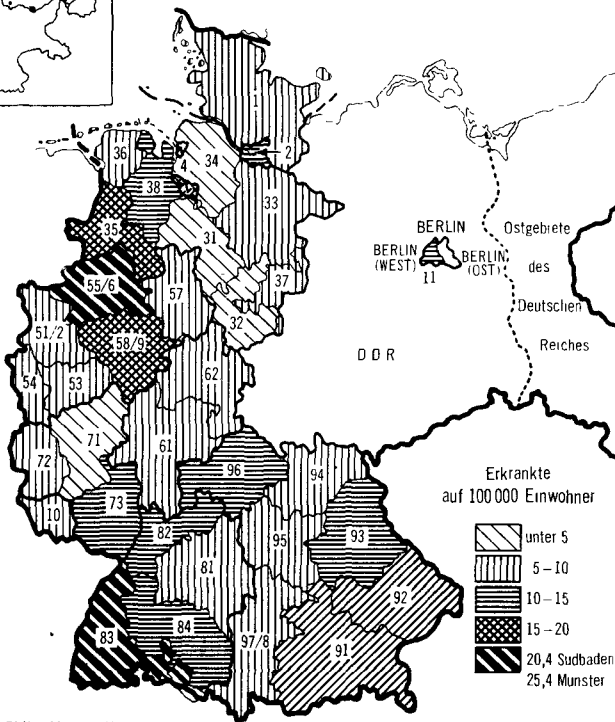 1
2
36
34
4
38
33
35
31
BERLIN
BERLIN
(WEST)
BERLIN
(OST)
11
Ostgebiete
des
Deutschen
Reiches
37
55/6
57
32
51/2
58/9
DDR
62
54
53
71
61
72
96
94
73
10
82
93
95
81
92
83
84
97/8
91
Erkrankte
auf 100 000 Einwohner
unter 5
5-10
10-15
15-20
20,4 Sudbaden
25,4 Munster